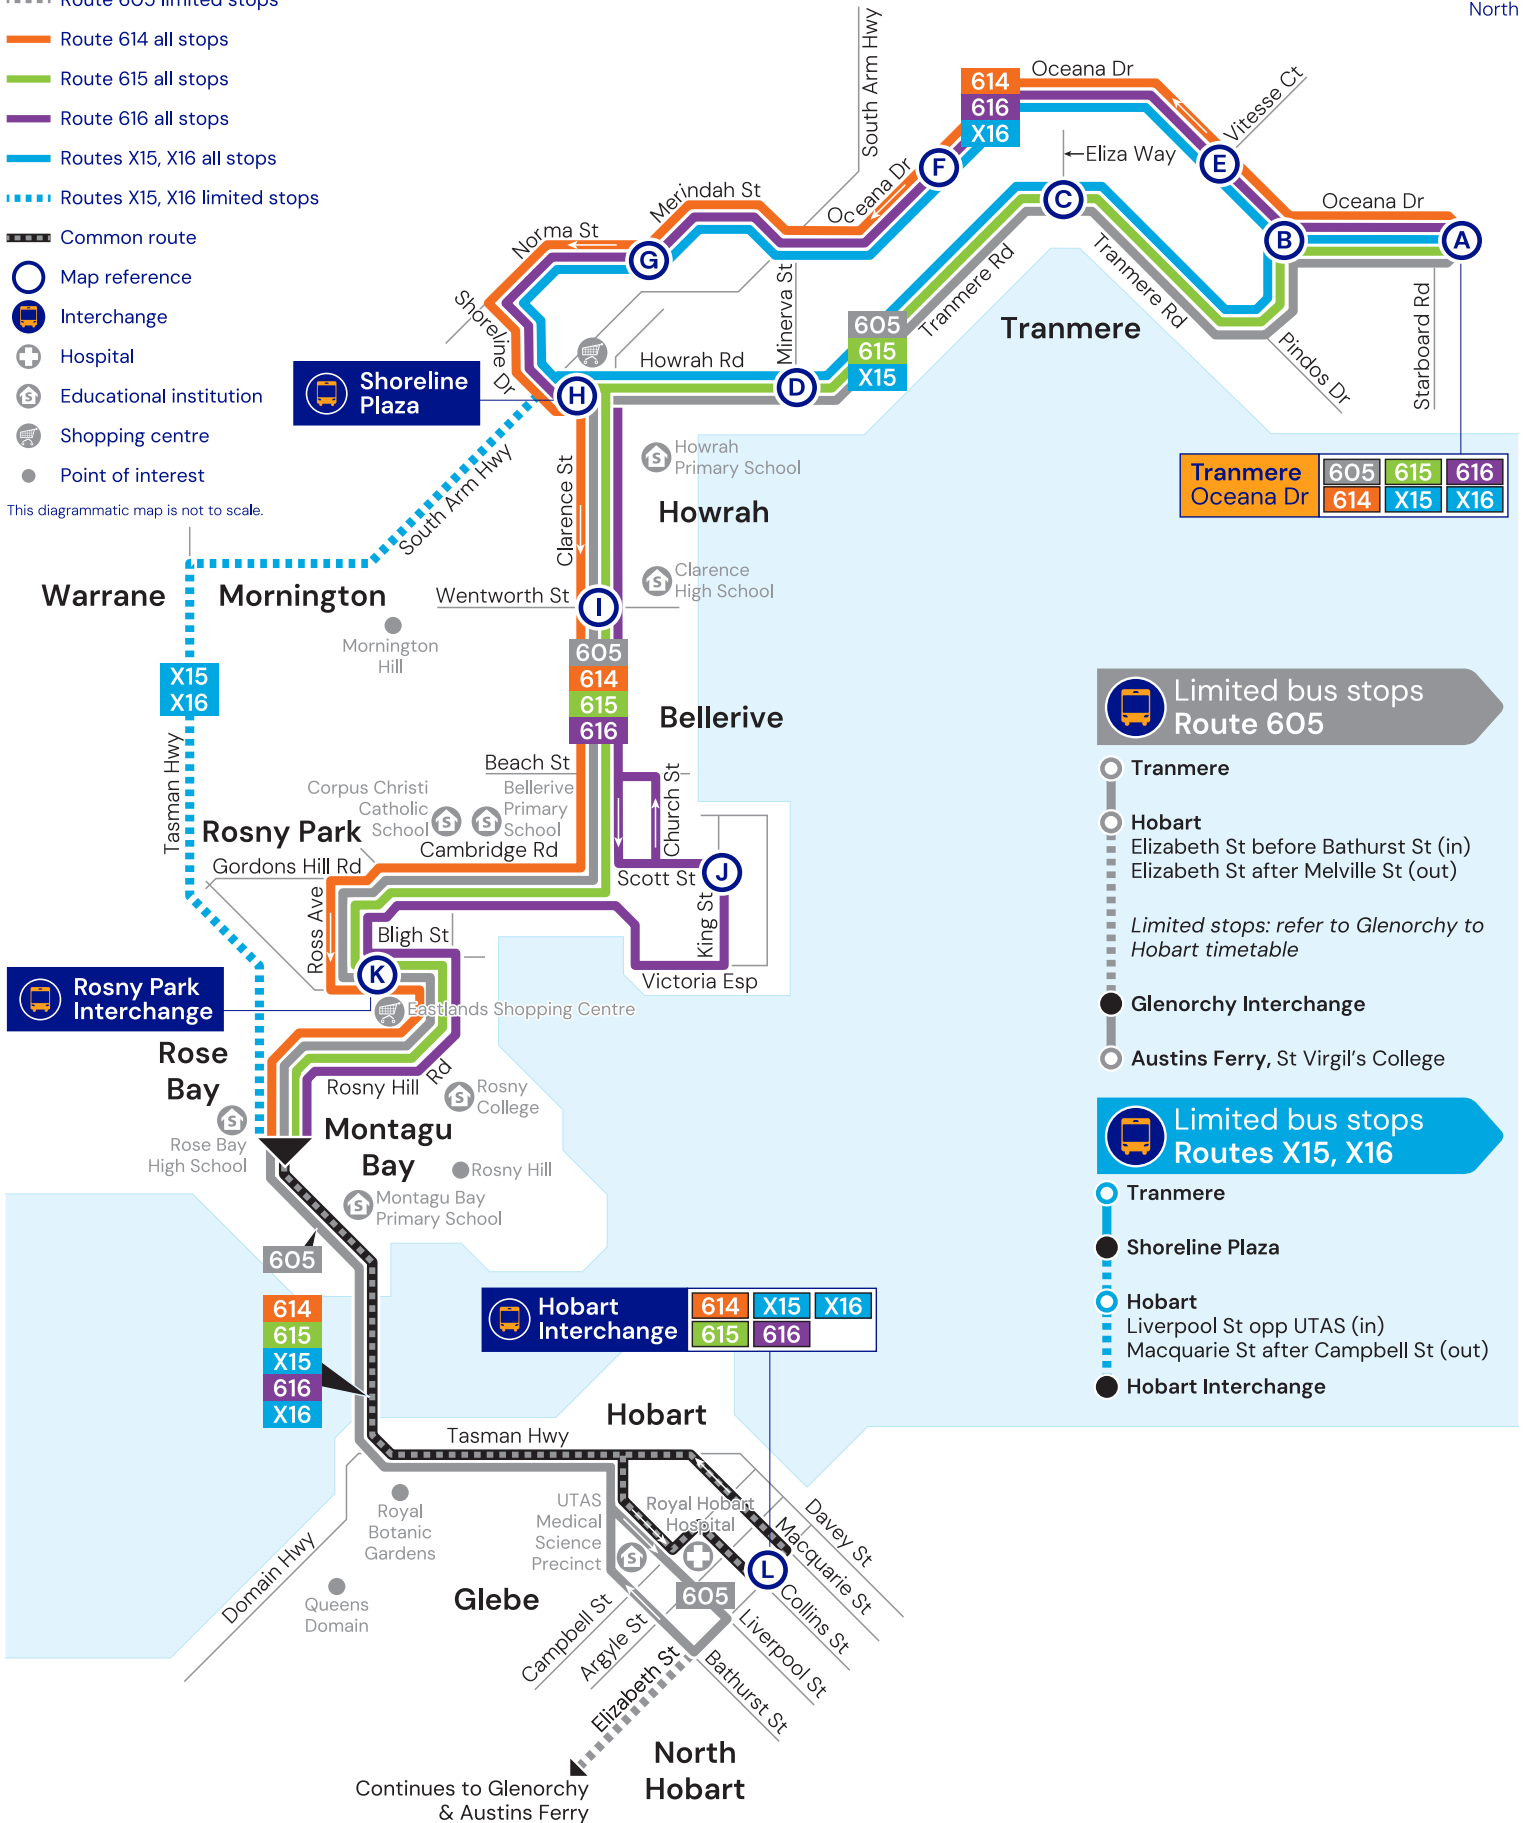 Route 605 limited stops
Route 614 all stops
Route 615 all stops
Route 616 all stops
Routes X15, X16 all stops
Routes X15, X16 limited stops
Common route
Map reference
Interchange
Hospital
Educational institution
Shopping centre
Point of interest
This diagrammatic map is not to scale.
North
South Arm Hwy
614
616
X16
Oceana Dr
Vitesse Ct
Eliza Way
E
F
Oceana Dr
Merindah St
Norma St
G
C
Oceana Dr
B
A
Tranmere Rd
Tranmere Rd
Tranmere
Minerva St
Shoreline Dr
605
615
X15
Howrah Rd
D
H
Shoreline
Plaza
Pindos Dr
Starboard Rd
Tranmere
Oceana Dr
605
615
616
614
X15
X16
South Arm Hwy
Clarence St
Howrah
Primary School
Howrah
Clarence
High School
Wentworth St
I
Warrane
Mornington
Mornington
Hill
X15
X16
605
614
615
616
Bellerive
Tasman Hwy
Beach St
Corpus Christi
Catholic
School
Bellerive
Primary
School
Church St
Rosny Park
Cambridge Rd
Gordons Hill Rd
Scott St
J
Ross Ave
King St
Bligh St
K
Victoria Esp
Rosny Park
Interchange
Eastlands Shopping Centre
Rose
Bay
Rosny Hill Rd
Rosny
College
Montagu
Bay
Rose Bay
High School
Rosny Hill
Montagu Bay
Primary School
605
614
615
X15
616
X16
Hobart
Interchange
614
X15
X16
615
616
Hobart
Tasman Hwy
UTAS
Medical
Science
Precinct
Royal Hobart
Hospital
Royal
Botanic
Gardens
Domain Hwy
Queens
Domain
Glebe
L
605
Davey St
Macquarie St
Collins St
Liverpool St
Bathurst St
Campbell St
Argyle St
Elizabeth St
North
Hobart
Continues to Glenorchy
& Austins Ferry
Limited bus stops
Route 605
Tranmere
Hobart
Elizabeth St before Bathurst St (in)
Elizabeth St after Melville St (out)
Limited stops: refer to Glenorchy to
Hobart timetable
Glenorchy Interchange
Austins Ferry, St Virgil's College
Limited bus stops
Routes X15, X16
Tranmere
Shoreline Plaza
Hobart
Liverpool St opp UTAS (in)
Macquarie St after Campbell St (out)
Hobart Interchange